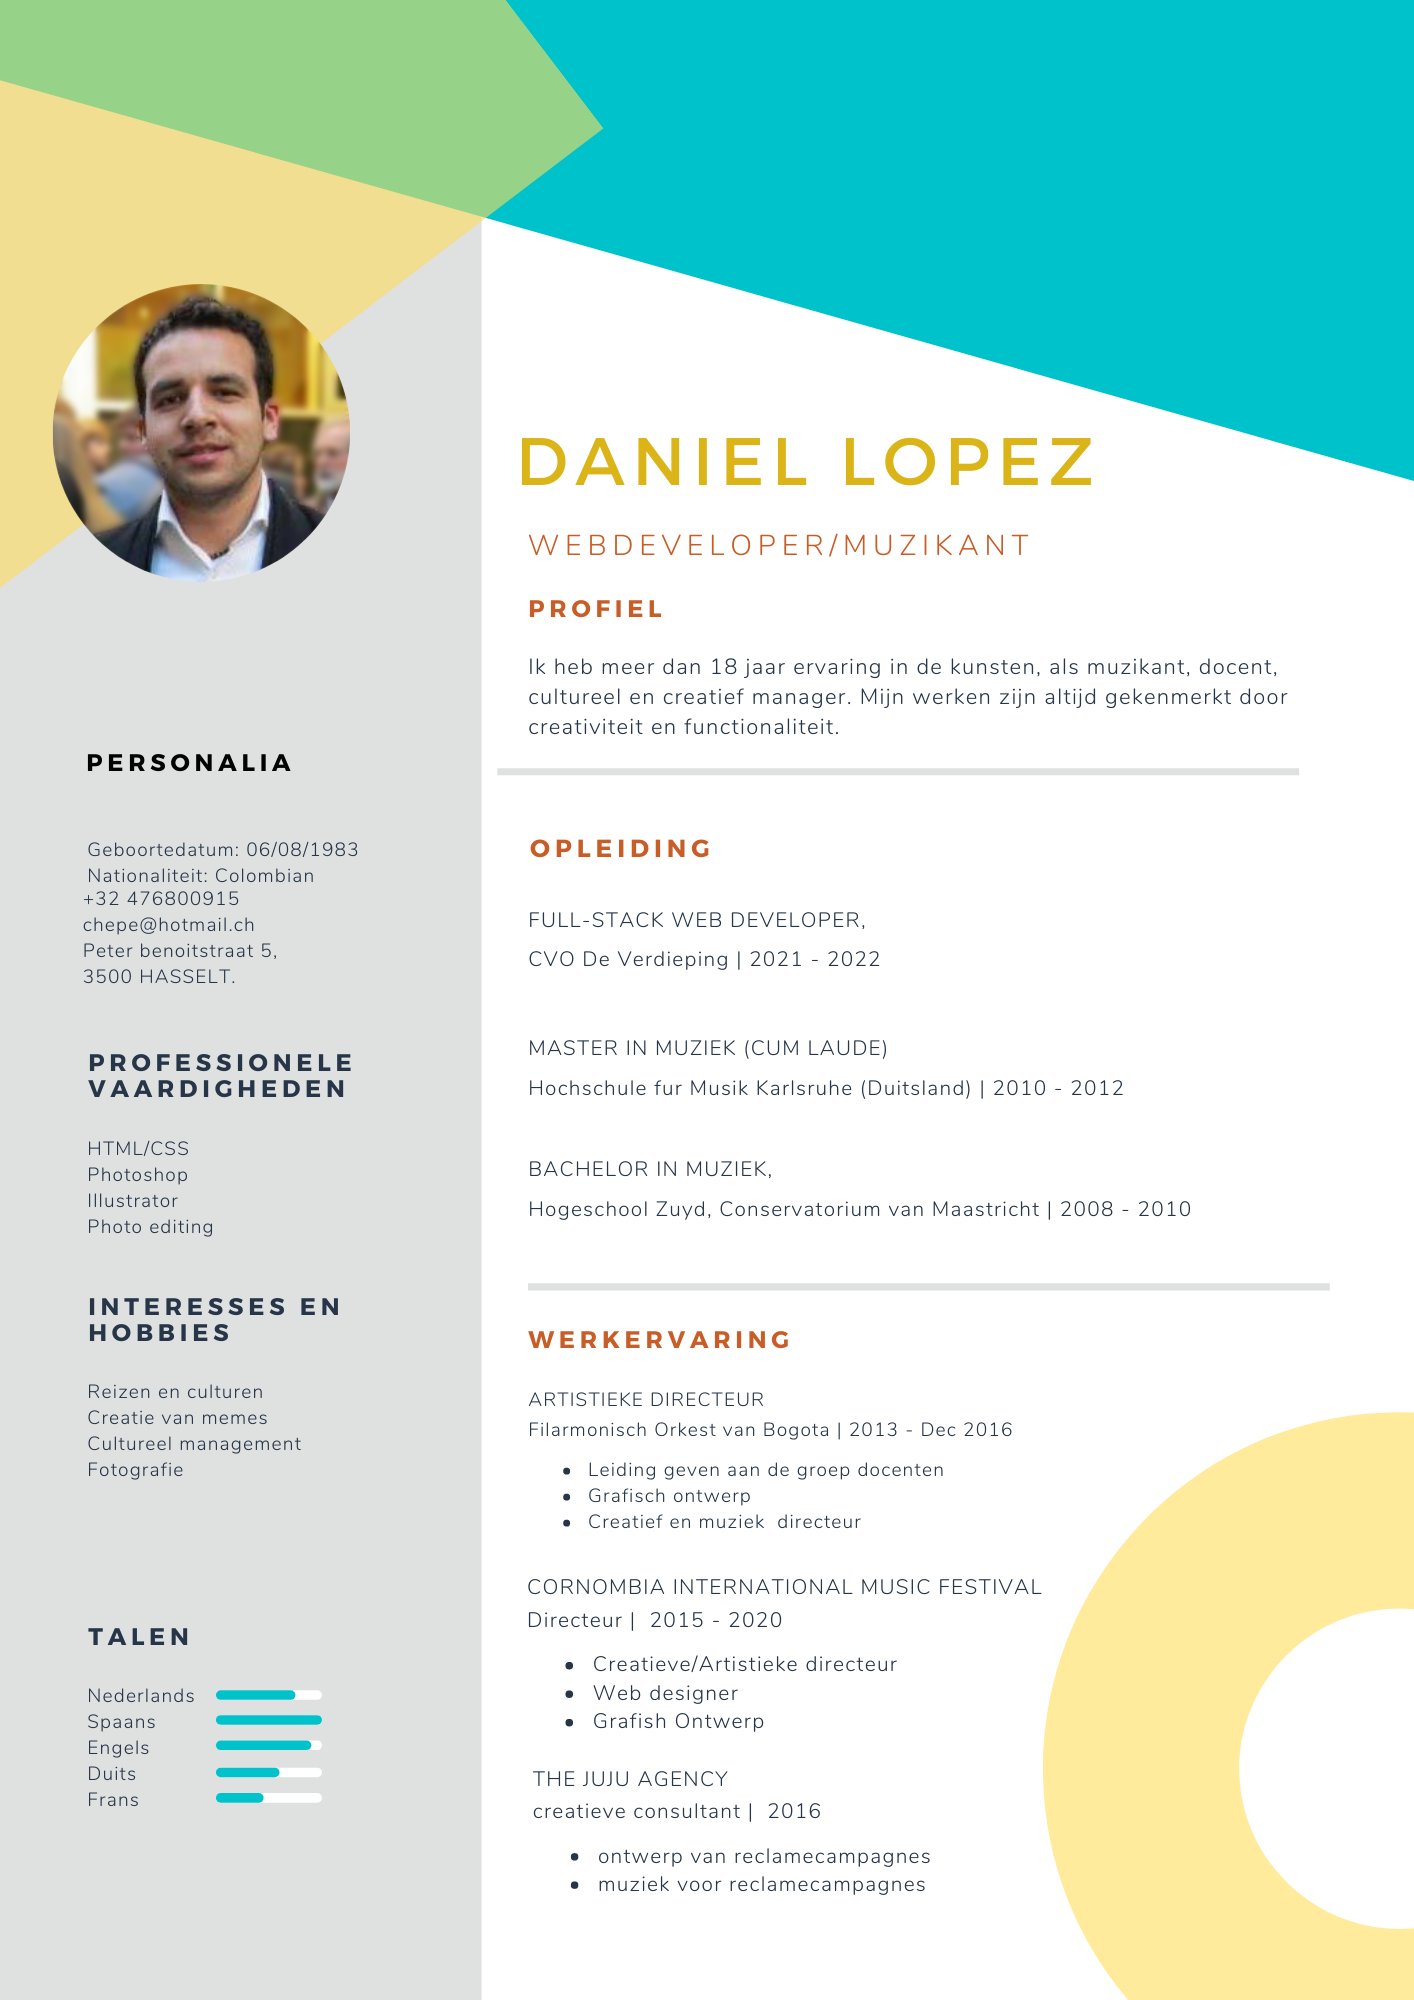 DANIEL LOPEZ
WEBDEVELOPER/MUZIKANT
PROFIEL
Ik heb meer dan 18 jaar ervaring in de kunsten, als muzikant, docent,
cultureel en creatief manager. Mijn werken zijn altijd gekenmerkt door
creativiteit en functionaliteit.
PERSONALIA
Geboortedatum: 06/08/1983
Nationaliteit: Colombian
+32 476800915
chepe@hotmail.ch
Peter benoitstraat 5,
3500 HASSELT.
PROFESSIONELE
VAARDIGHEDEN
HTML/CSS
Photoshop
Illustrator
Photo editing
INTERESSES EN
HOBBIES
Reizen en culturen
Creatie van memes
Cultureel management
Fotografie
TALEN
Nederlands
Spaans
Engels
Duits
Frans
OPLEIDING
FULL-STACK WEB DEVELOPER,
CVO De Verdieping | 2021 - 2022
MASTER IN MUZIEK (CUM LAUDE)
Hochschule fur Musik Karlsruhe (Duitsland) | 2010 - 2012
BACHELOR IN MUZIEK,
Hogeschool Zuyd, Conservatorium van Maastricht | 2008 - 2010
WERKERVARING
ARTISTIEKE DIRECTEUR
Filarmonisch Orkest van Bogota | 2013 - Dec 2016
• Leiding geven aan de groep docenten
• Grafisch ontwerp
• Creatief en muziek directeur
CORNOMBIA INTERNATIONAL MUSIC FESTIVAL
Directeur | 2015 - 2020
• Creatieve/Artistieke directeur
• Web designer
• Grafish Ontwerp
THE JUJU AGENCY
creatieve consultant | 2016
• ontwerp van reclamecampagnes
• muziek voor reclamecampagnes